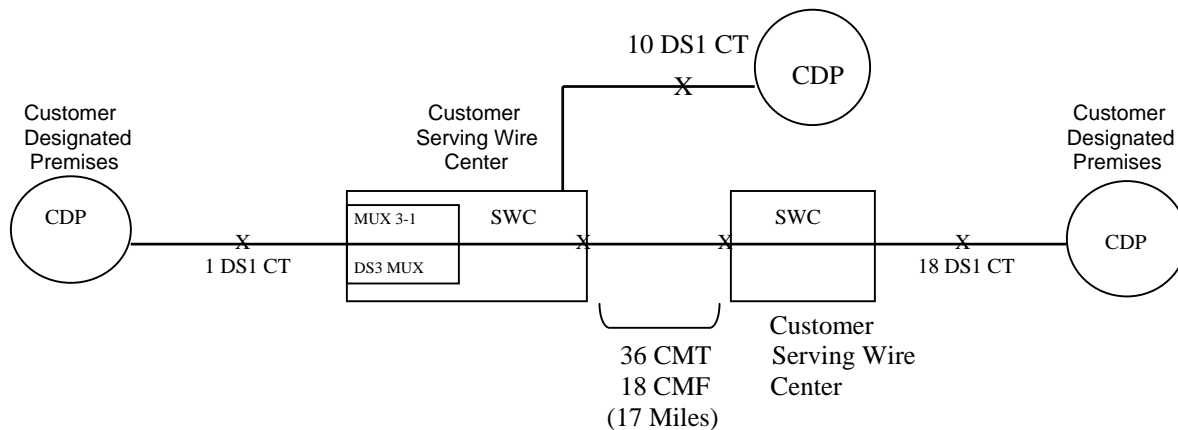 10 DS1 CT
CDP
Customer
Designated
Premises
Customer
Serving Wire
Center
Customer
Designated
Premises
CDP
MUX 3-1
SWC
SWC
CDP
X
X
X
X
X
1 DS1 CT
DS3 MUX
18 DS1 CT
36 CMT
18 CMF
(17 Miles)
Customer
Serving Wire
Center